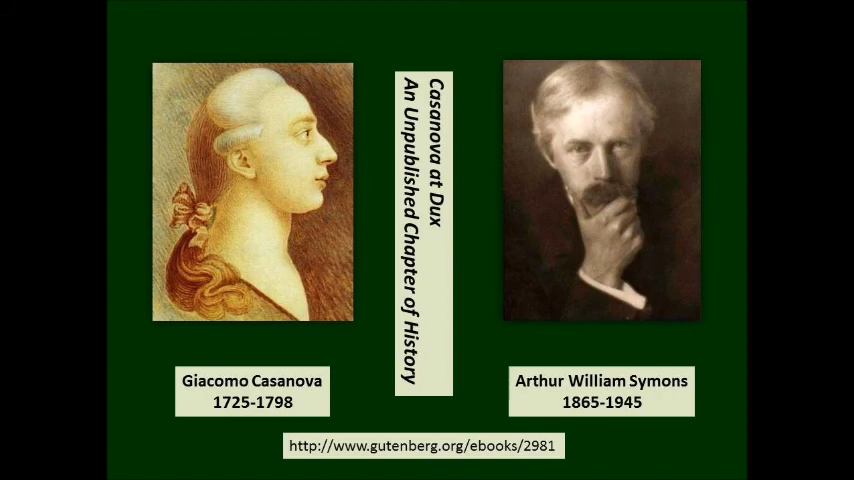 Casanova at Dux
An Unpublished Chapter of History
Giacomo Casanova
1725-1798
Arthur William Symons
1865-1945
http://www.gutenberg.org/ebooks/2981